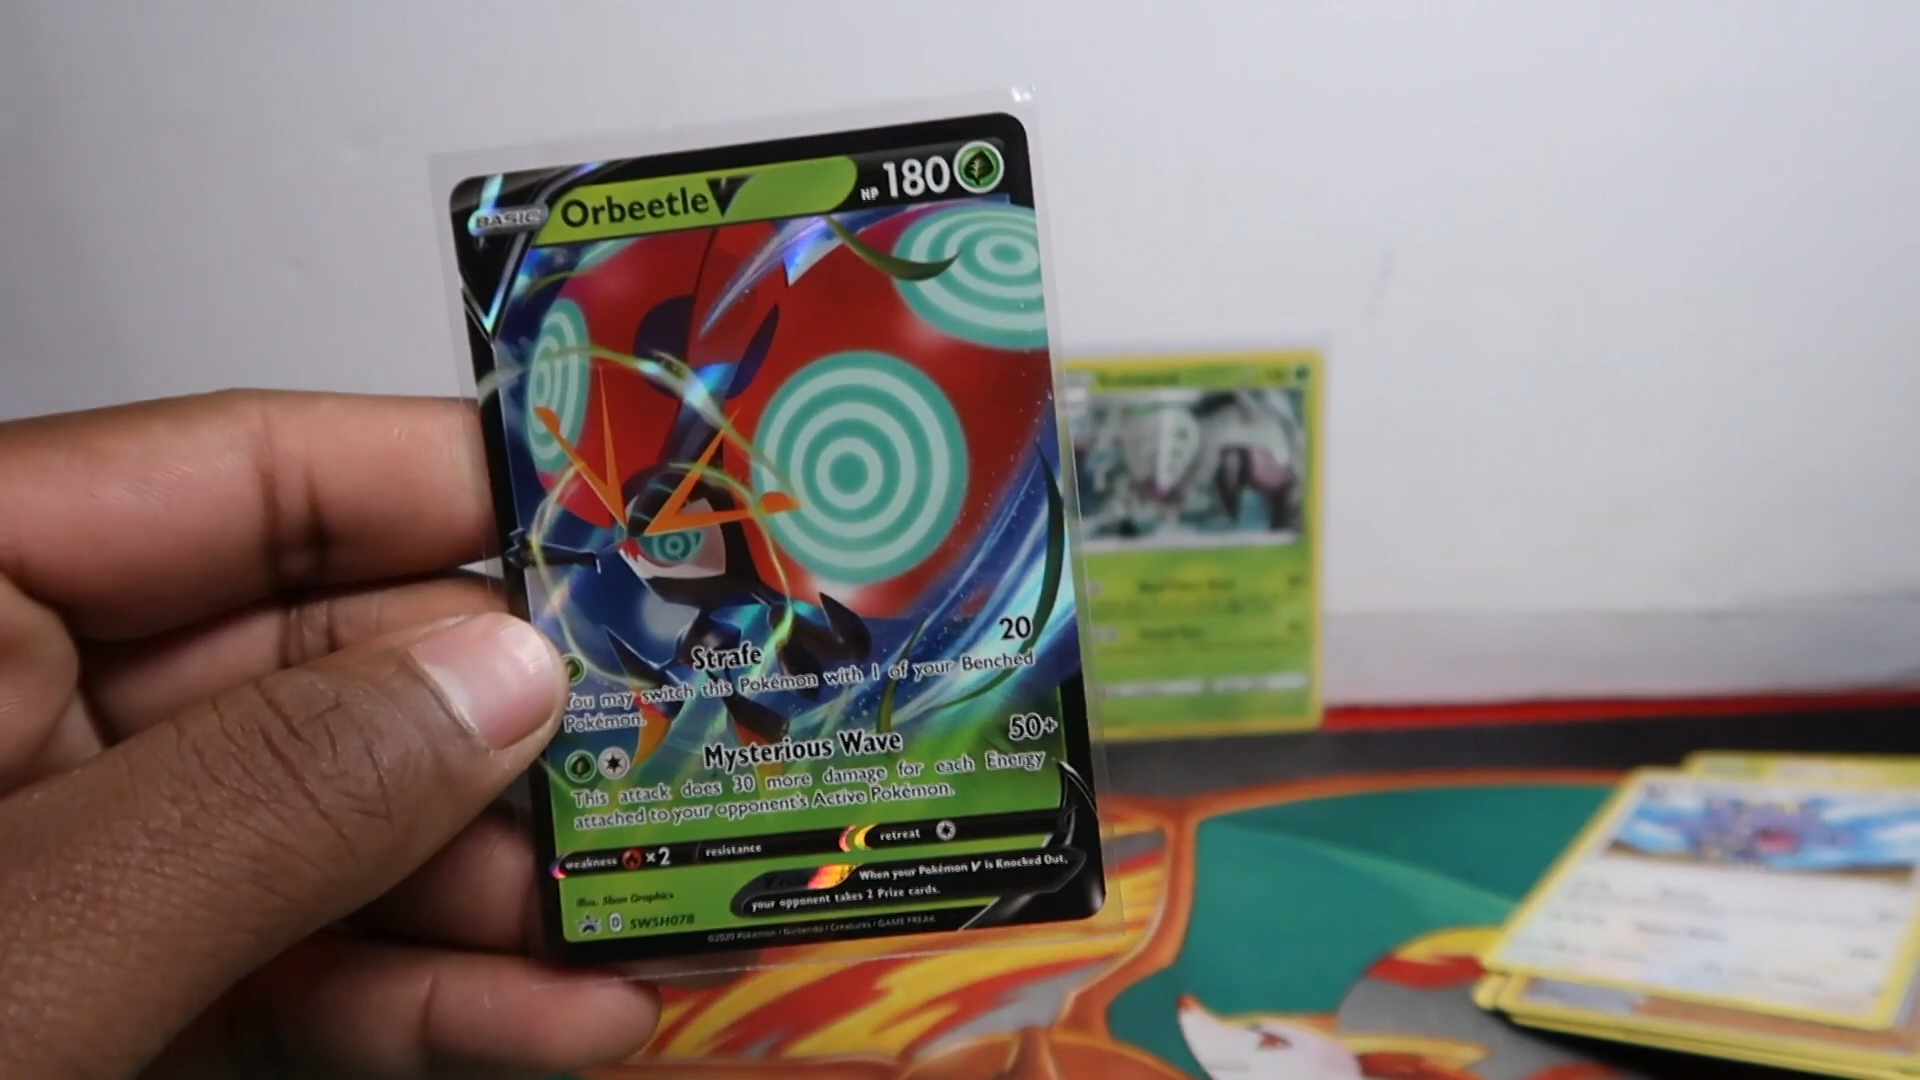 BASIC Orbeetle V HP 180
Strafe 20
You may switch this Pokémon with 1 of your Benched
Pokémon.
Mysterious Wave 50+
This attack does 30 more damage for each Energy
attached to your opponent's Active Pokémon.
weakness ×2 resistance retreat
When your Pokémon V is Knocked Out,
your opponent takes 2 Prize cards.
Illus. Shan Graphics
D SWSH078
©2020 Pokémon / Nintendo / Creatures / GAME FREAK